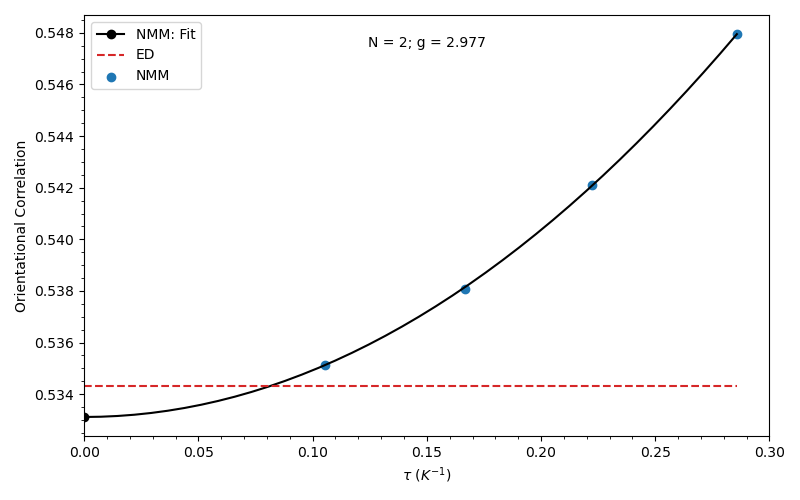 NMM: Fit
ED
NMM
N = 2; g = 2.977
Orientational Correlation
0.548
0.546
0.544
0.542
0.540
0.538
0.536
0.534
0.00
0.05
0.10
0.15
0.20
0.25
0.30
τ (K⁻¹)